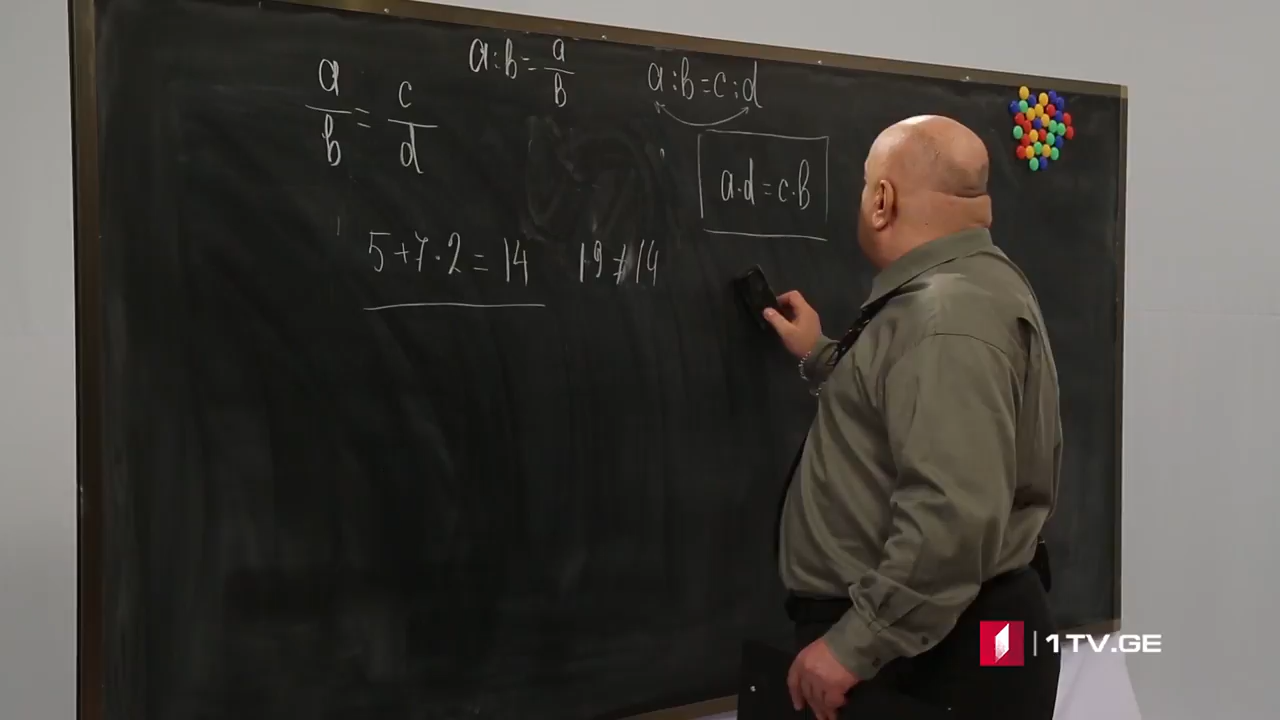 a/b = c/d
a:b = a/b
a:b=c:d
a·d = c·b
5+7·2 = 14
19 ≠ 14
1TV.GE